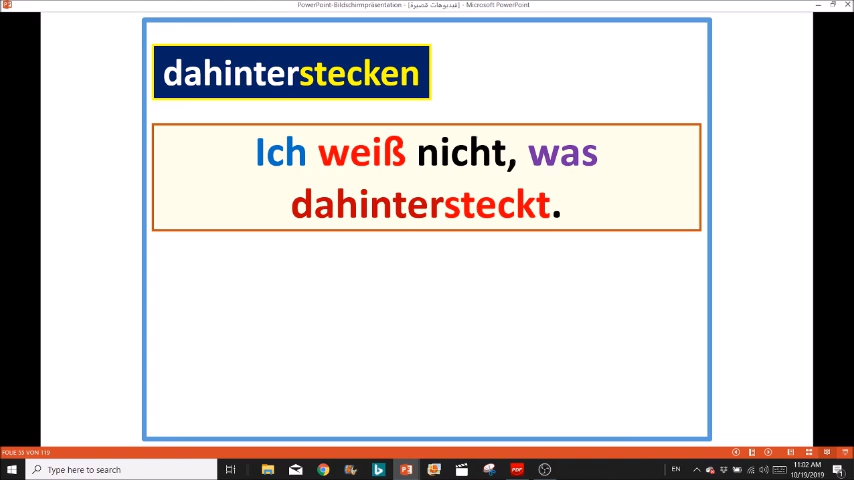 PowerPoint-Bildschirmpräsentation - [فيديوهات قصيرة] - Microsoft PowerPoint
dahinterstecken
Ich weiß nicht, was
dahintersteckt.
FOLIE 55 VON 119
Type here to search
EN
11:02 AM
10/19/2019